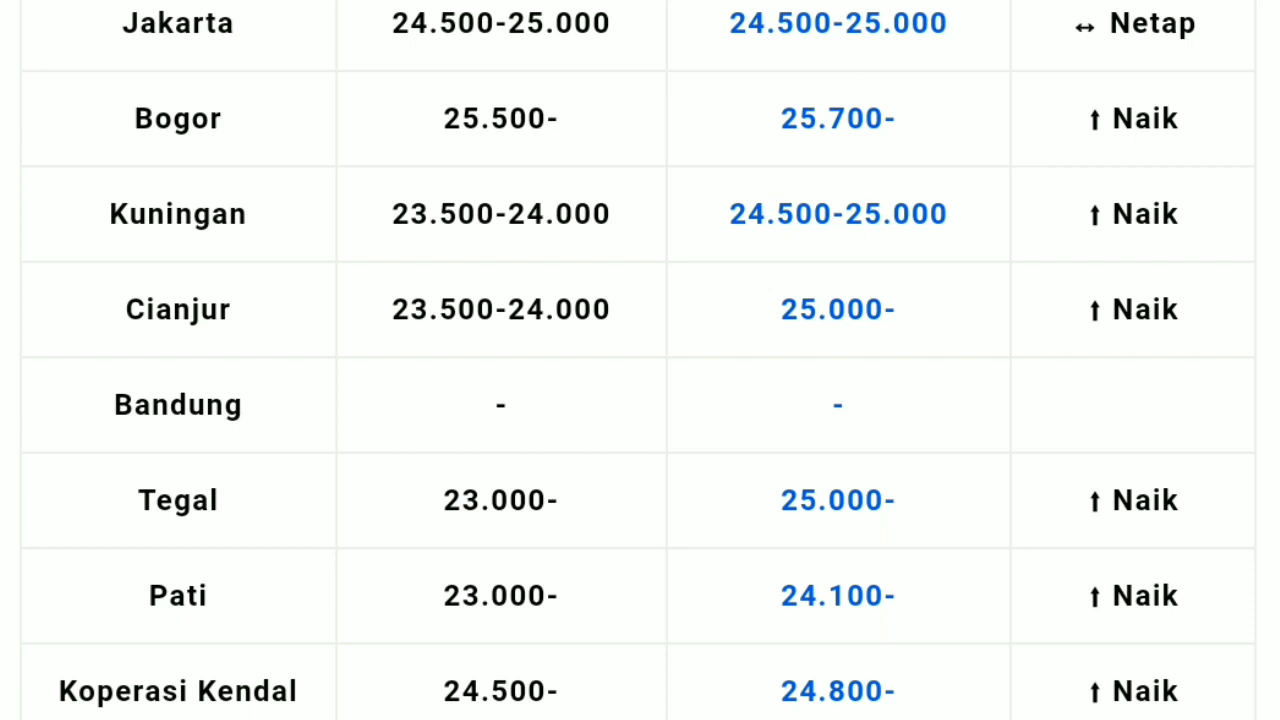 Jakarta 24.500-25.000 24.500-25.000 ↔ Netap
Bogor 25.500- 25.700- ⬆ Naik
Kuningan 23.500-24.000 24.500-25.000 ⬆ Naik
Cianjur 23.500-24.000 25.000- ⬆ Naik
Bandung - -
Tegal 23.000- 25.000- ⬆ Naik
Pati 23.000- 24.100- ⬆ Naik
Koperasi Kendal 24.500- 24.800- ⬆ Naik